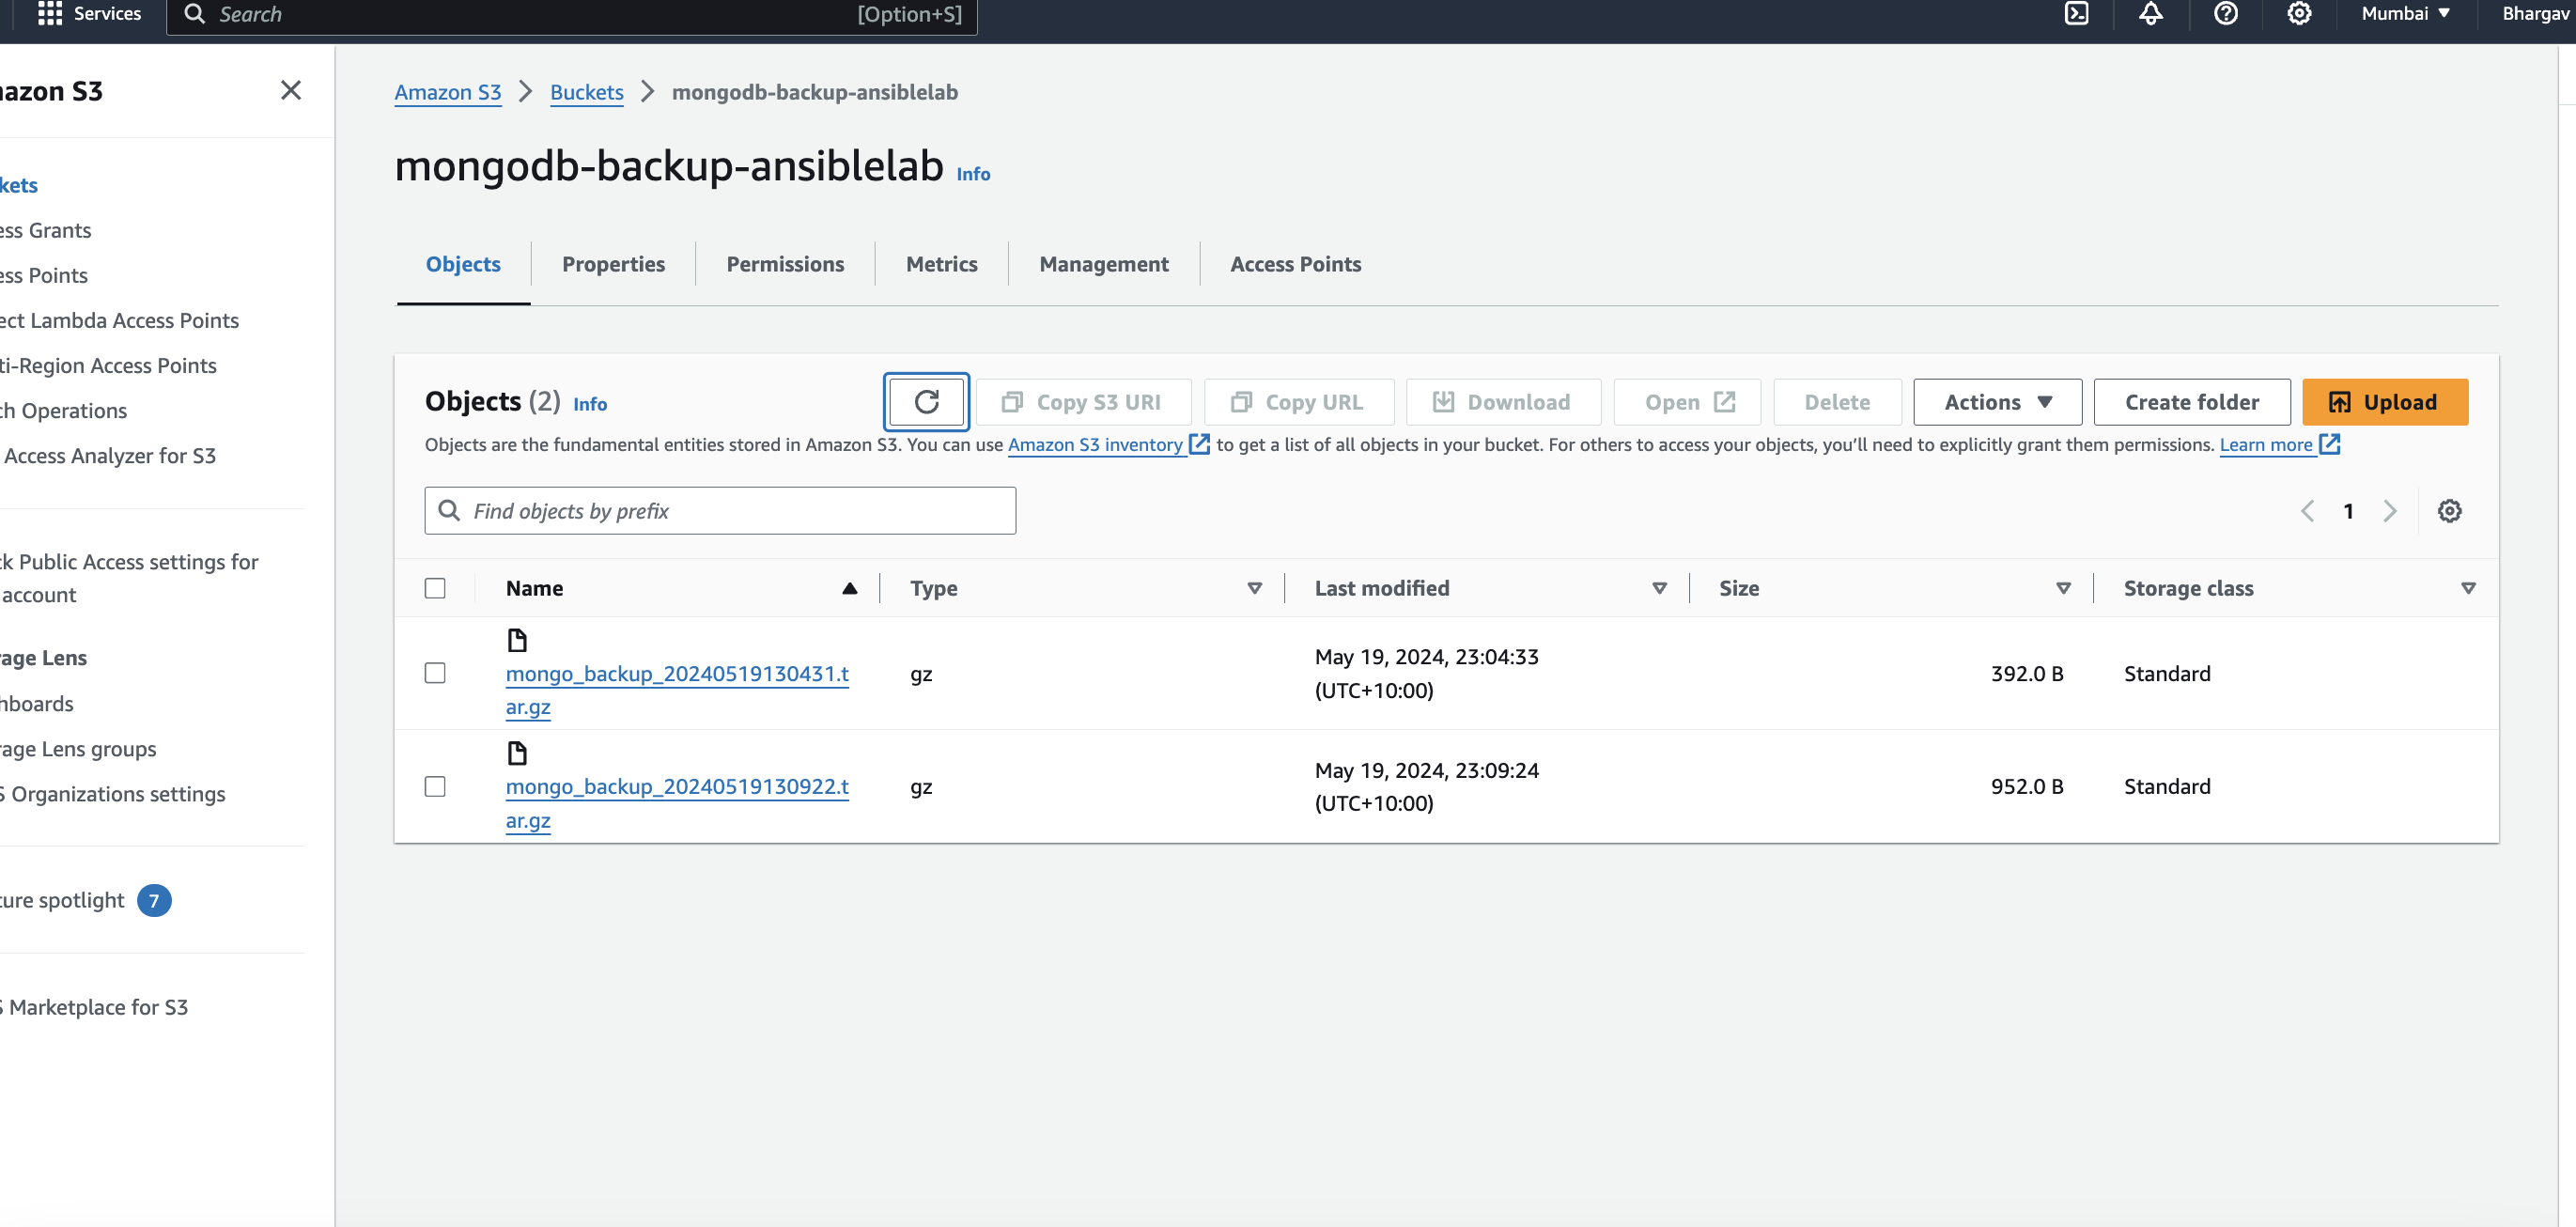 Services
Search
[Option+S]
Mumbai
Bhargav
azon S3
kets
ess Grants
ess Points
ect Lambda Access Points
ti-Region Access Points
ch Operations
Access Analyzer for S3
ck Public Access settings for
account
rage Lens
hboards
rage Lens groups
S Organizations settings
ture spotlight 7
S Marketplace for S3
Amazon S3 > Buckets > mongodb-backup-ansiblelab
mongodb-backup-ansiblelab Info
Objects Properties Permissions Metrics Management Access Points
Objects (2) Info Copy S3 URI Copy URL Download Open Delete Actions Create folder Upload
Objects are the fundamental entities stored in Amazon S3. You can use Amazon S3 inventory to get a list of all objects in your bucket. For others to access your objects, you’ll need to explicitly grant them permissions. Learn more
Find objects by prefix
1
Name Type Last modified Size Storage class
mongo_backup_20240519130431.t
ar.gz
gz
May 19, 2024, 23:04:33
(UTC+10:00)
392.0 B
Standard
mongo_backup_20240519130922.t
ar.gz
gz
May 19, 2024, 23:09:24
(UTC+10:00)
952.0 B
Standard